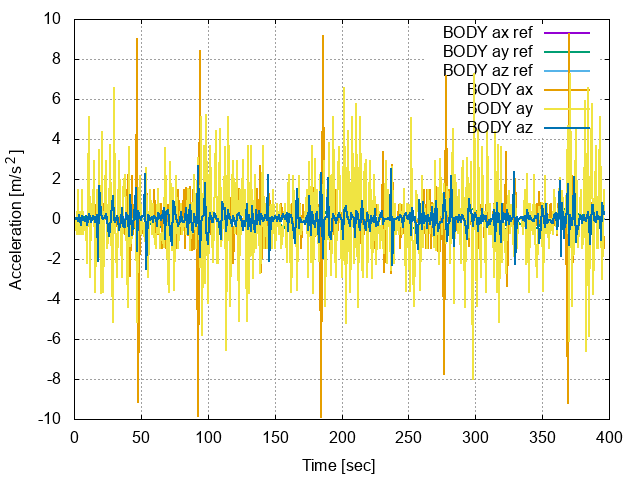 10
8
6
4
2
0
-2
-4
-6
-8
-10
0 50 100 150 200 250 300 350 400
Acceleration [m/s²]
Time [sec]
BODY ax ref
BODY ay ref
BODY az ref
BODY ax
BODY ay
BODY az